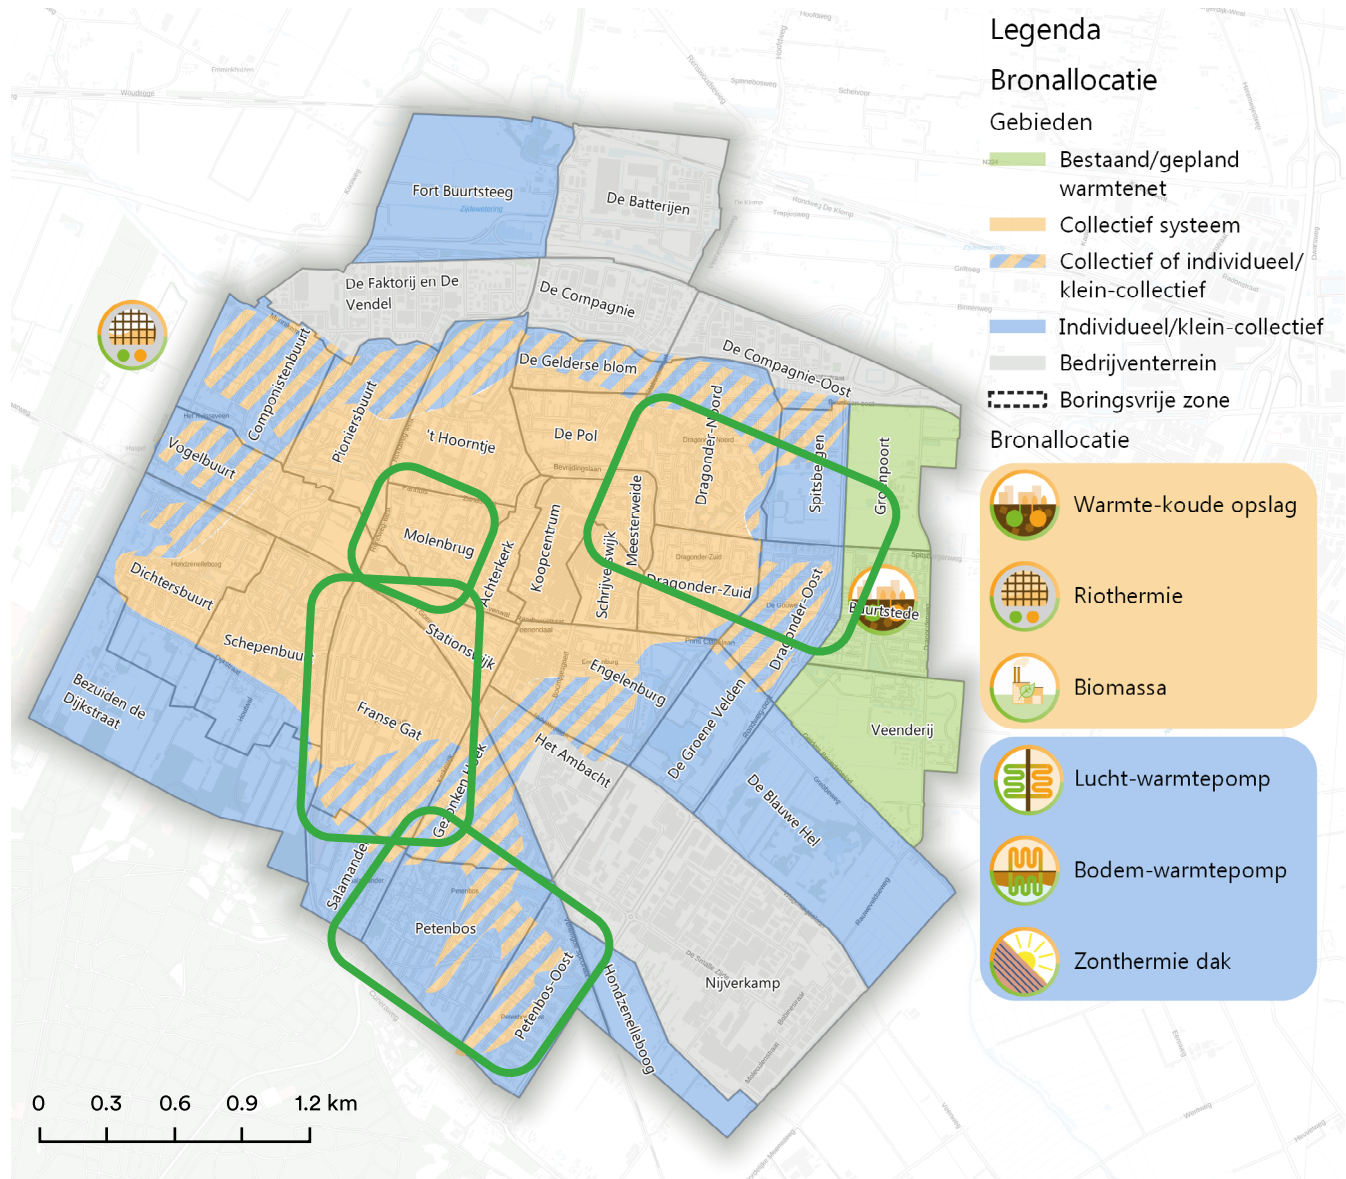 Legenda
Bronallocatie
Gebieden
Bestaand/gepland
warmtenet
Collectief systeem
Collectief of individueel/
klein-collectief
Individueel/klein-collectief
Bedrijventerrein
Boringsvrije zone
Bronallocatie
Warmte-koude opslag
Riothermie
Biomassa
Lucht-warmtepomp
Bodem-warmtepomp
Zonthermie dak
Fort Buurtsteeg
De Batterijen
De Faktorij en De
Vendel
De Compagnie
De Compagnie-Oost
De Gelderse blom
Componistenbuurt
Pioniersbuurt
't Hoorntje
De Pol
Dragonder-Noord
Spitsbergen
Groenpoort
Vogelbuurt
Molenbrug
Achterkerk
Koopcentrum
Schrijverswijk
Meesterweide
Dragonder-Zuid
Dragonder-Oost
Buurtstede
Dichtersbuurt
Schepenbuurt
Stationswijk
Engelenburg
De Groene Velden
Veenderij
Bezuiden de
Dijkstraat
Franse Gat
Gezonken Hoek
Het Ambacht
De Blauwe Hel
Salamander
Petenbos
Petenbos-Oost
Hondzenelleboog
Nijverkamp
0 0.3 0.6 0.9 1.2 km